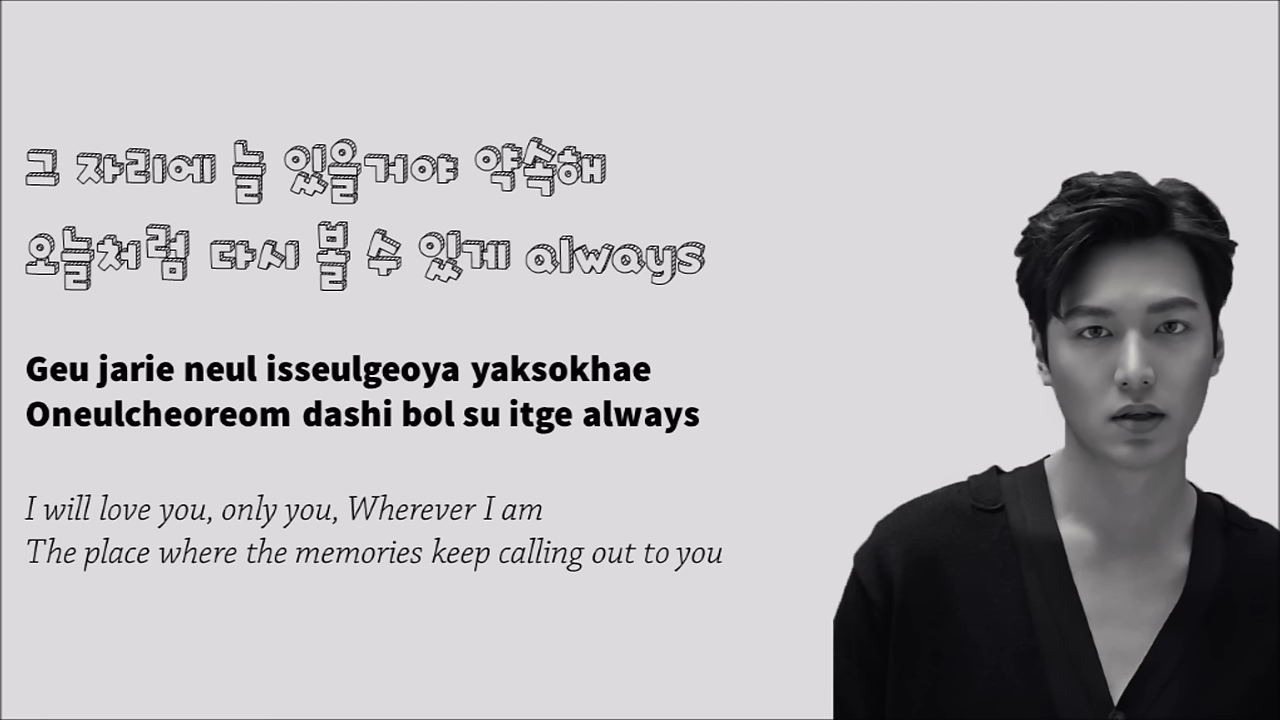 그 자리에 늘 있을거야 약속해
오늘처럼 다시 볼 수 있게 always
Geu jarie neul isseulgeoya yaksokhae
Oneulcheoreom dashi bol su itge always
I will love you, only you, Wherever I am
The place where the memories keep calling out to you